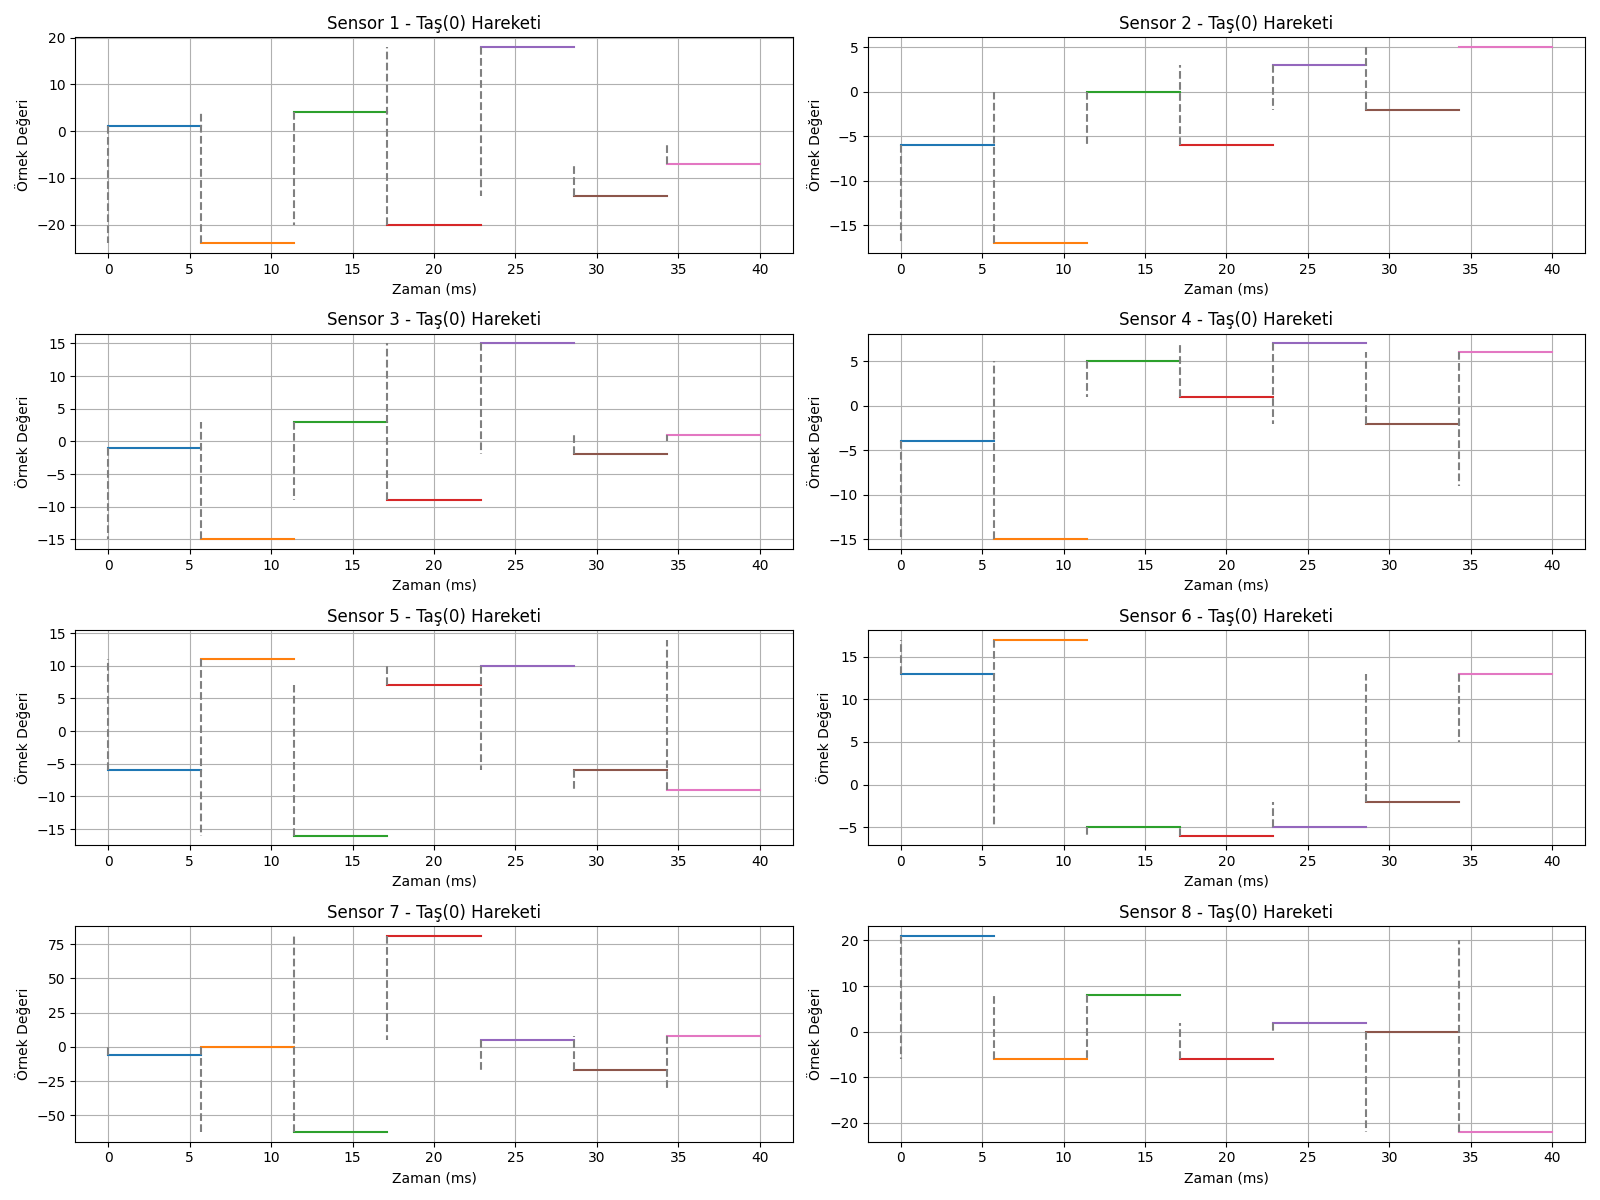 Sensor 1 - Taş(0) Hareketi
20
10
0
−10
−20
Örnek Değeri
0 5 10 15 20 25 30 35 40
Zaman (ms)
Sensor 2 - Taş(0) Hareketi
5
0
−5
−10
−15
Örnek Değeri
0 5 10 15 20 25 30 35 40
Zaman (ms)
Sensor 3 - Taş(0) Hareketi
15
10
5
0
−5
−10
−15
Örnek Değeri
0 5 10 15 20 25 30 35 40
Zaman (ms)
Sensor 4 - Taş(0) Hareketi
5
0
−5
−10
−15
Örnek Değeri
0 5 10 15 20 25 30 35 40
Zaman (ms)
Sensor 5 - Taş(0) Hareketi
15
10
5
0
−5
−10
−15
Örnek Değeri
0 5 10 15 20 25 30 35 40
Zaman (ms)
Sensor 6 - Taş(0) Hareketi
15
10
5
0
−5
Örnek Değeri
0 5 10 15 20 25 30 35 40
Zaman (ms)
Sensor 7 - Taş(0) Hareketi
75
50
25
0
−25
−50
Örnek Değeri
0 5 10 15 20 25 30 35 40
Zaman (ms)
Sensor 8 - Taş(0) Hareketi
20
10
0
−10
−20
Örnek Değeri
0 5 10 15 20 25 30 35 40
Zaman (ms)